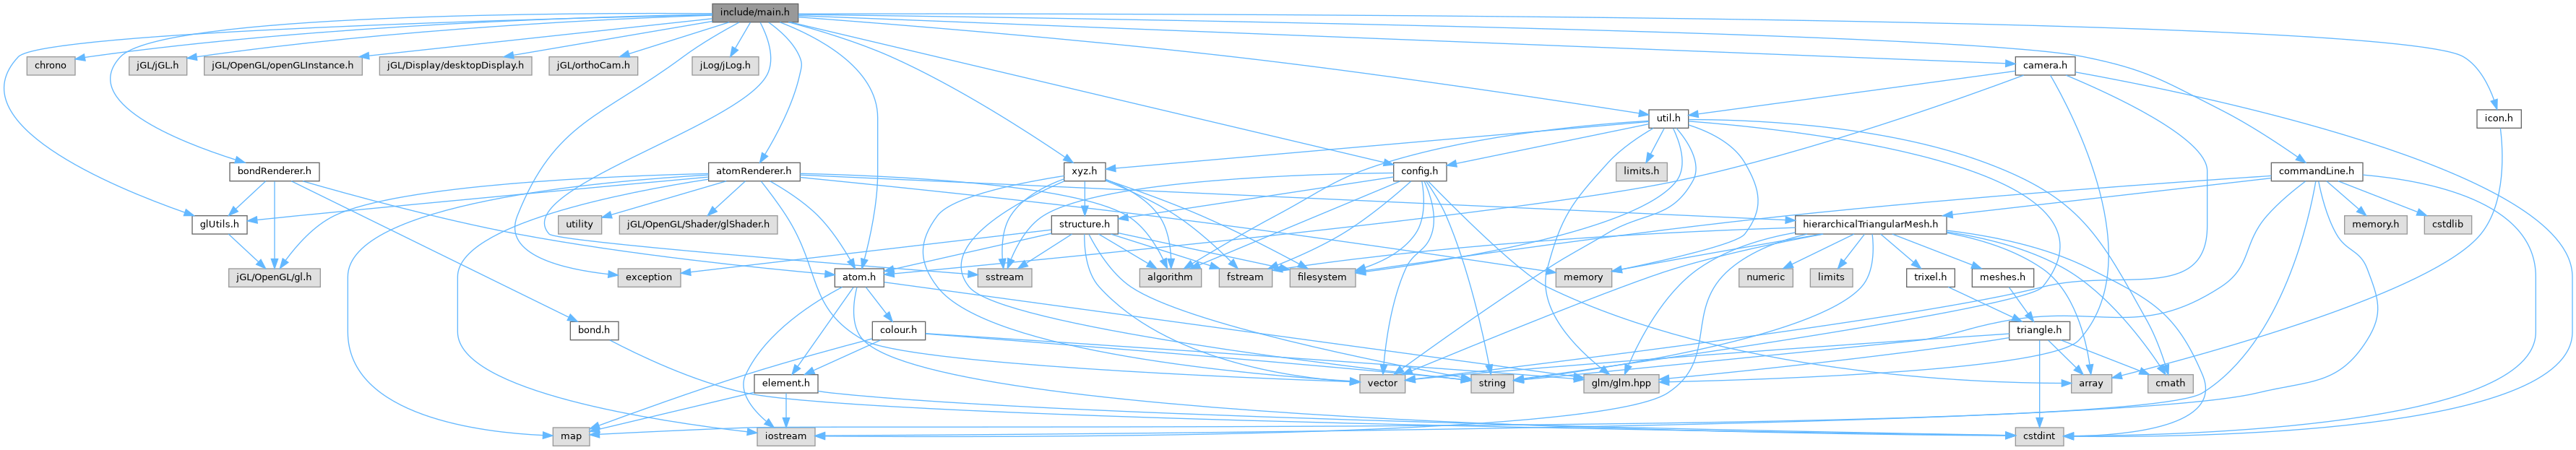 include/main.h
chrono
jGL/jGL.h
jGL/OpenGL/openGLInstance.h
jGL/Display/desktopDisplay.h
jGL/orthoCam.h
jLog/jLog.h
camera.h
util.h
icon.h
bondRenderer.h
atomRenderer.h
xyz.h
config.h
limits.h
commandLine.h
glUtils.h
utility
jGL/OpenGL/Shader/glShader.h
structure.h
hierarchicalTriangularMesh.h
memory.h
cstdlib
jGL/OpenGL/gl.h
exception
atom.h
sstream
algorithm
fstream
filesystem
memory
numeric
limits
trixel.h
meshes.h
bond.h
colour.h
triangle.h
element.h
vector
string
glm/glm.hpp
array
cmath
map
iostream
cstdint